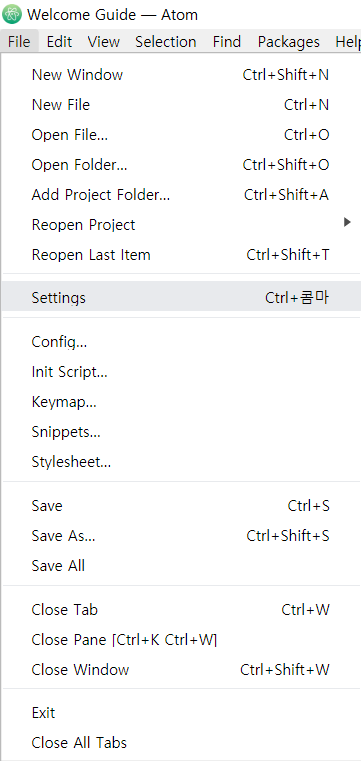 Welcome Guide — Atom
File Edit View Selection Find Packages Help
New Window Ctrl+Shift+N
New File Ctrl+N
Open File... Ctrl+O
Open Folder... Ctrl+Shift+O
Add Project Folder... Ctrl+Shift+A
Reopen Project
Reopen Last Item Ctrl+Shift+T
Settings Ctrl+콤마
Config...
Init Script...
Keymap...
Snippets...
Stylesheet...
Save Ctrl+S
Save As... Ctrl+Shift+S
Save All
Close Tab Ctrl+W
Close Pane [Ctrl+K Ctrl+W]
Close Window Ctrl+Shift+W
Exit
Close All Tabs